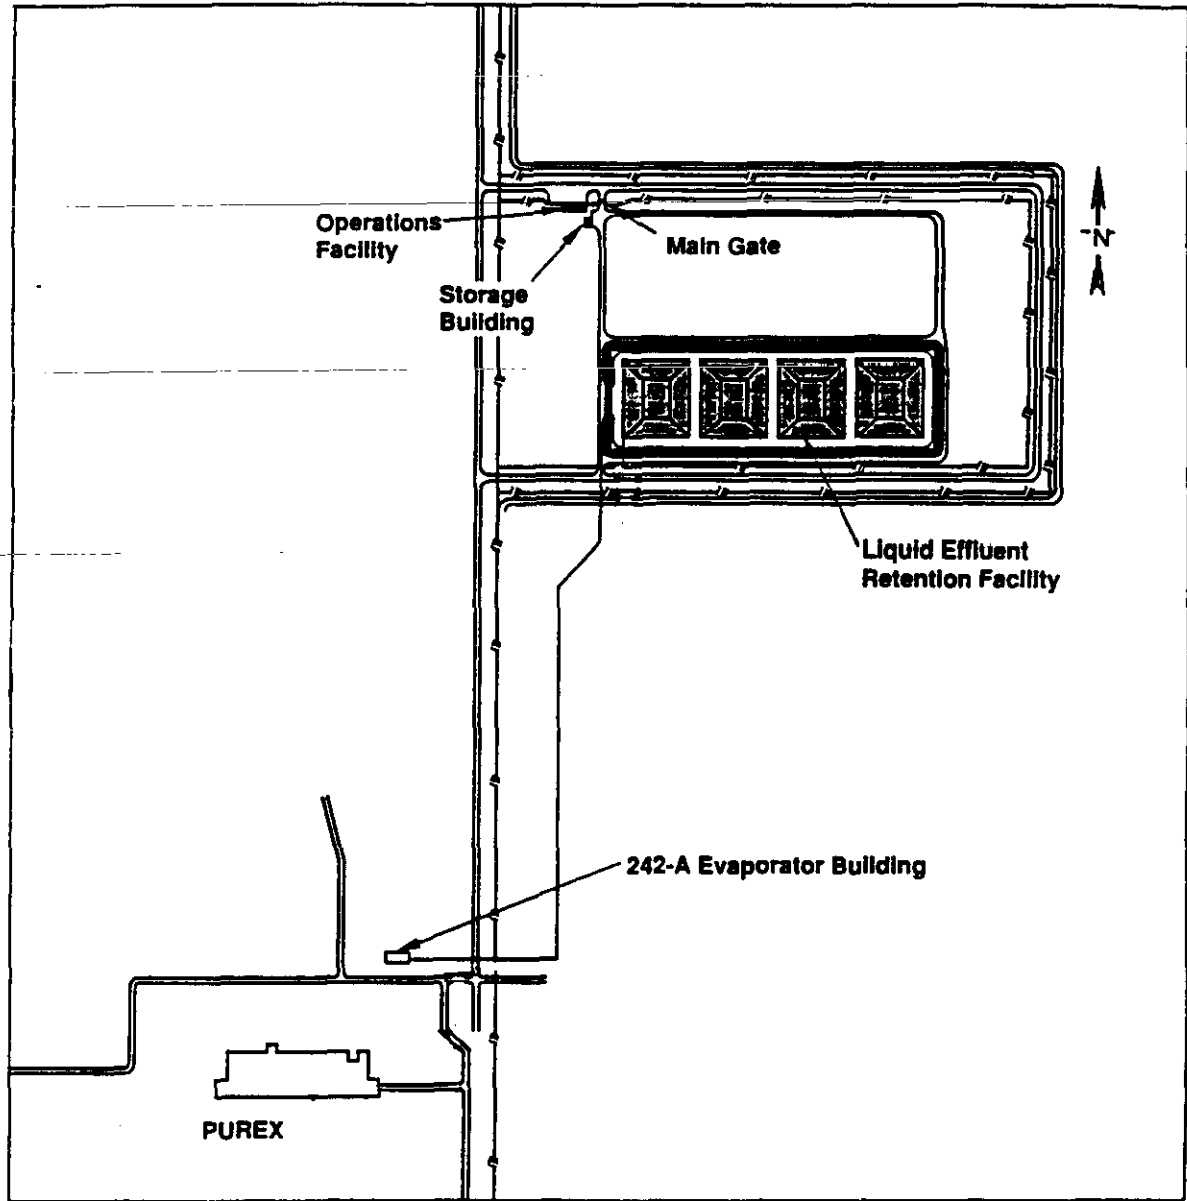 Operations
Facility
Main Gate
N
Storage
Building
Liquid Effluent
Retention Facility
242-A Evaporator Building
PUREX